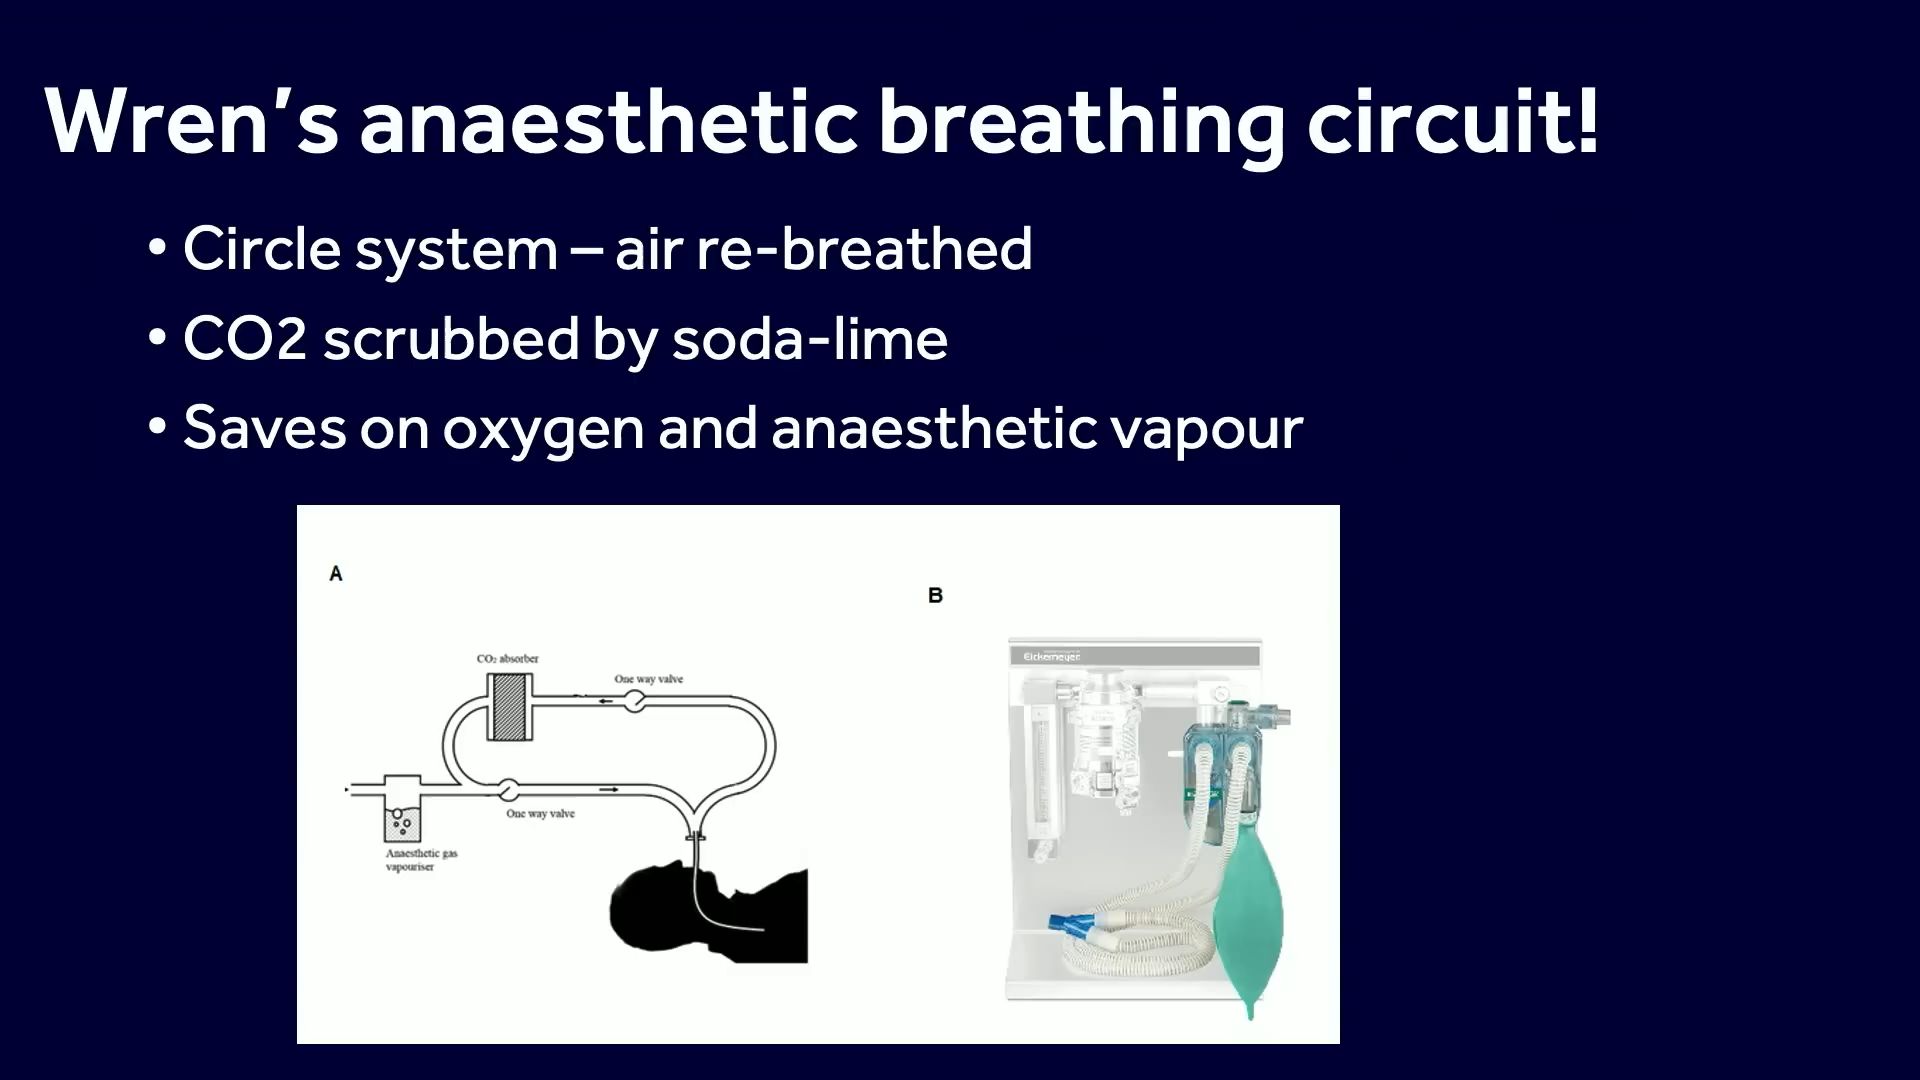 Wren’s anaesthetic breathing circuit!
• Circle system – air re-breathed
• CO2 scrubbed by soda-lime
• Saves on oxygen and anaesthetic vapour
A
B
CO₂ absorber
One way valve
One way valve
Anaesthetic gas
vapouriser
Eickemeyer